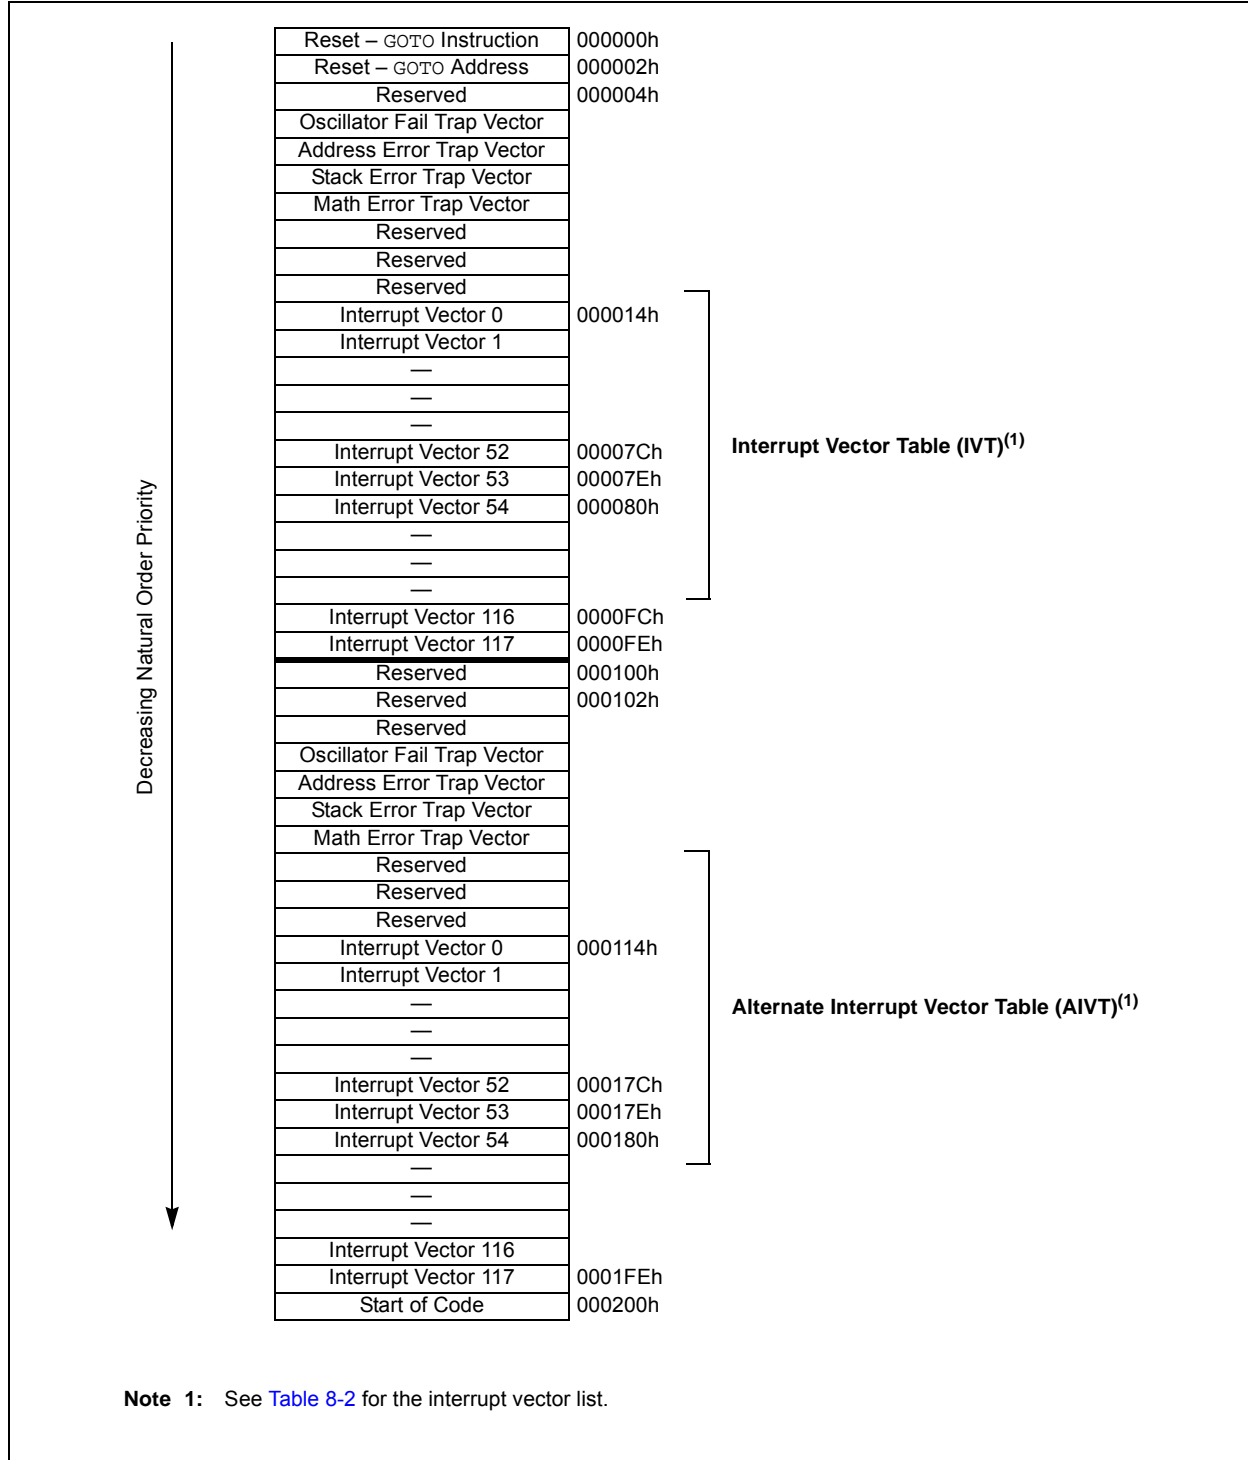 Reset – GOTO Instruction 000000h
Reset – GOTO Address 000002h
Reserved 000004h
Oscillator Fail Trap Vector
Address Error Trap Vector
Stack Error Trap Vector
Math Error Trap Vector
Reserved
Reserved
Reserved
Interrupt Vector 0 000014h
Interrupt Vector 1
—
—
—
Interrupt Vector 52 00007Ch
Interrupt Vector 53 00007Eh
Interrupt Vector 54 000080h
—
—
—
Interrupt Vector 116 0000FCh
Interrupt Vector 117 0000FEh
Reserved 000100h
Reserved 000102h
Reserved
Oscillator Fail Trap Vector
Address Error Trap Vector
Stack Error Trap Vector
Math Error Trap Vector
Reserved
Reserved
Reserved
Interrupt Vector 0 000114h
Interrupt Vector 1
—
—
—
Interrupt Vector 52 00017Ch
Interrupt Vector 53 00017Eh
Interrupt Vector 54 000180h
—
—
—
Interrupt Vector 116
Interrupt Vector 117 0001FEh
Start of Code 000200h
Decreasing Natural Order Priority
Interrupt Vector Table (IVT)(1)
Alternate Interrupt Vector Table (AIVT)(1)
Note 1: See Table 8-2 for the interrupt vector list.